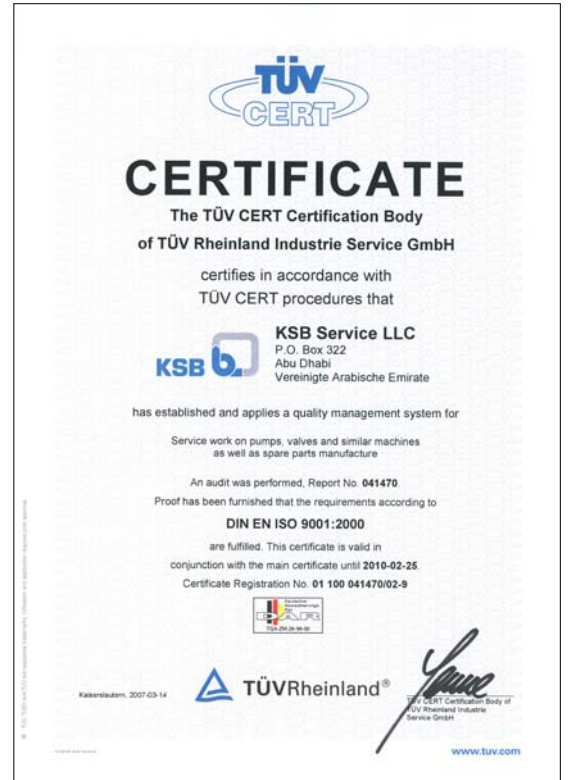 TÜV
CERT
CERTIFICATE
The TÜV CERT Certification Body
of TÜV Rheinland Industrie Service GmbH
certifies in accordance with
TÜV CERT procedures that
KSB
KSB Service LLC
P.O. Box 322
Abu Dhabi
Vereinigte Arabische Emirate
has established and applies a quality management system for
Service work on pumps, valves and similar machines
as well as spare parts manufacture
An audit was performed, Report No. 041470.
Proof has been furnished that the requirements according to
DIN EN ISO 9001:2000
are fulfilled. This certificate is valid in
conjunction with the main certificate until 2010-02-25.
Certificate Registration No. 01 100 041470/02-9
Deutscher
Akkreditierungs
Rat
DAR
Kaiserslautern, 2007-03-14
TÜVRheinland®
TÜV CERT Certification Body of
TÜV Rheinland Industrie
Service GmbH
www.tuv.com